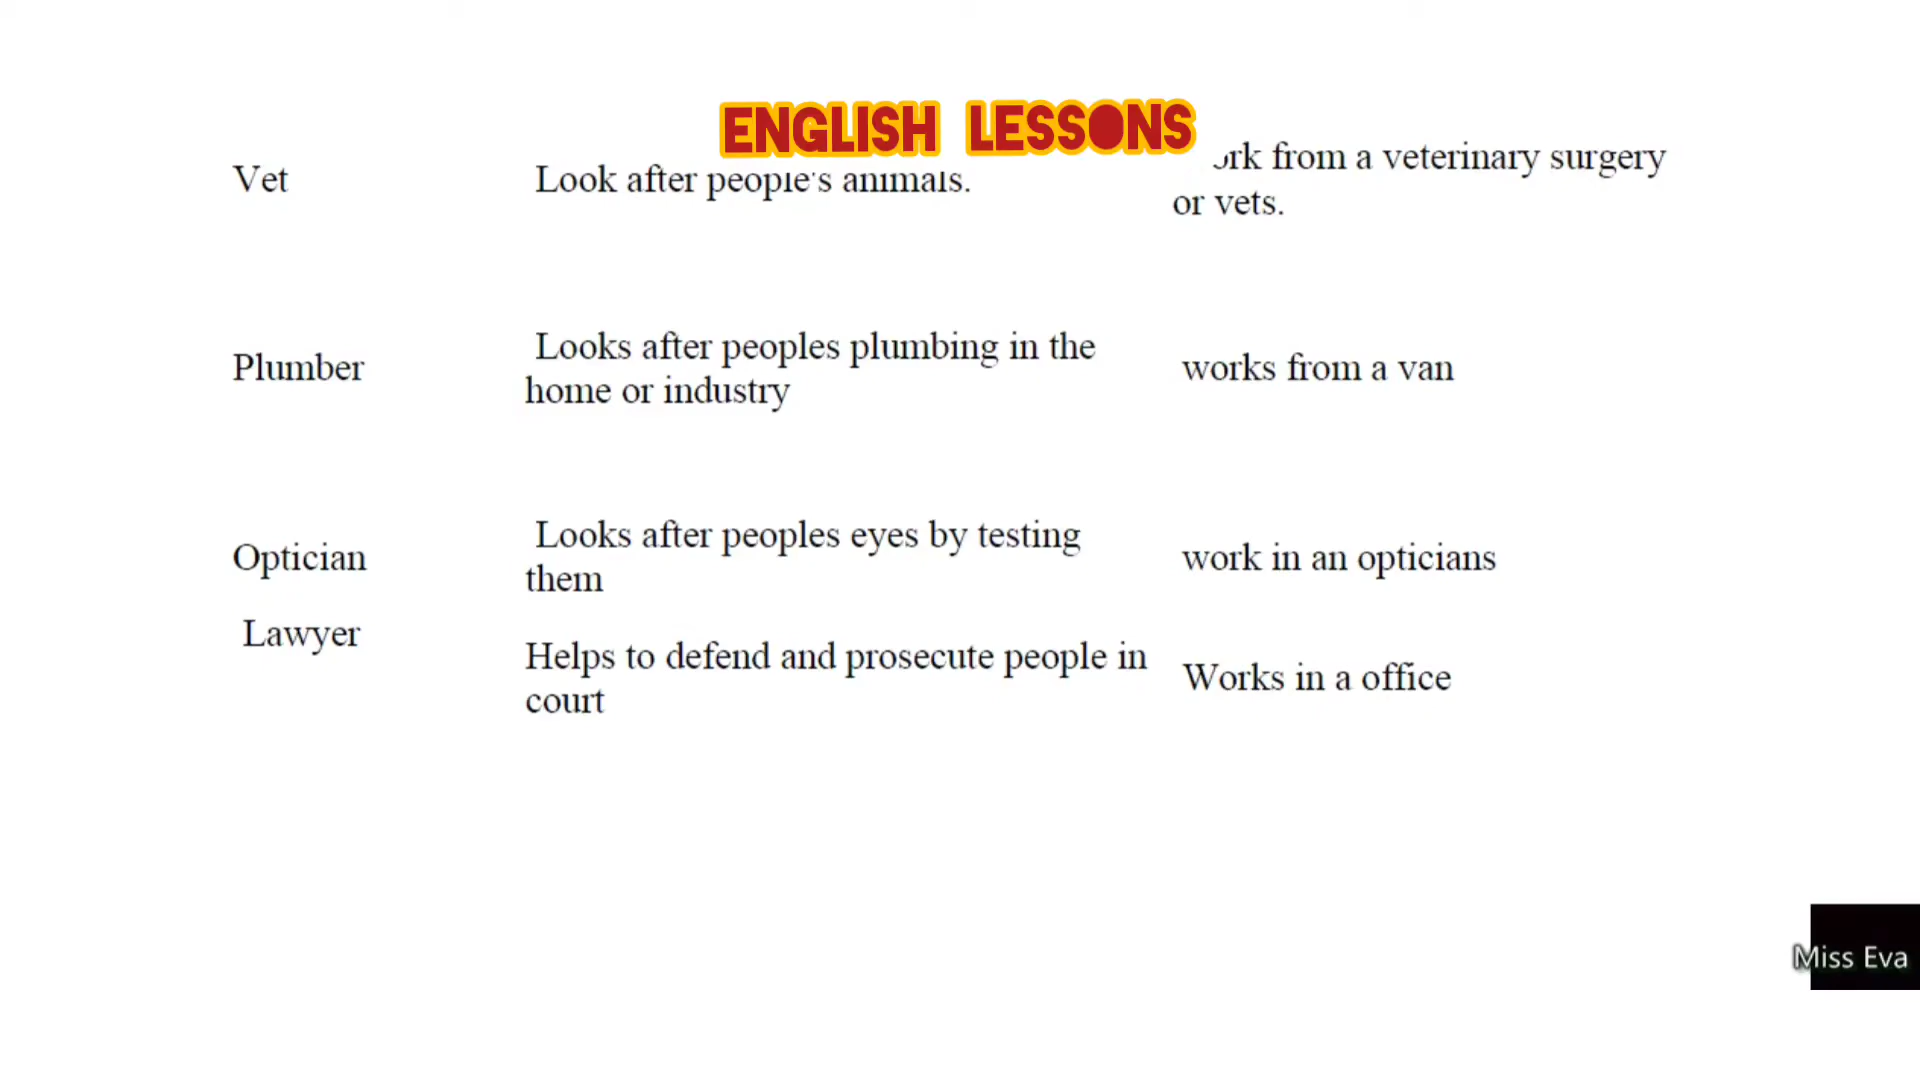 ENGLISH LESSONS
Vet
Look after people's animals.
from a veterinary surgery
or vets.
Plumber
Looks after peoples plumbing in the
home or industry
works from a van
Optician
Looks after peoples eyes by testing
them
work in an opticians
Lawyer
Helps to defend and prosecute people in
court
Works in a office
Miss Eva